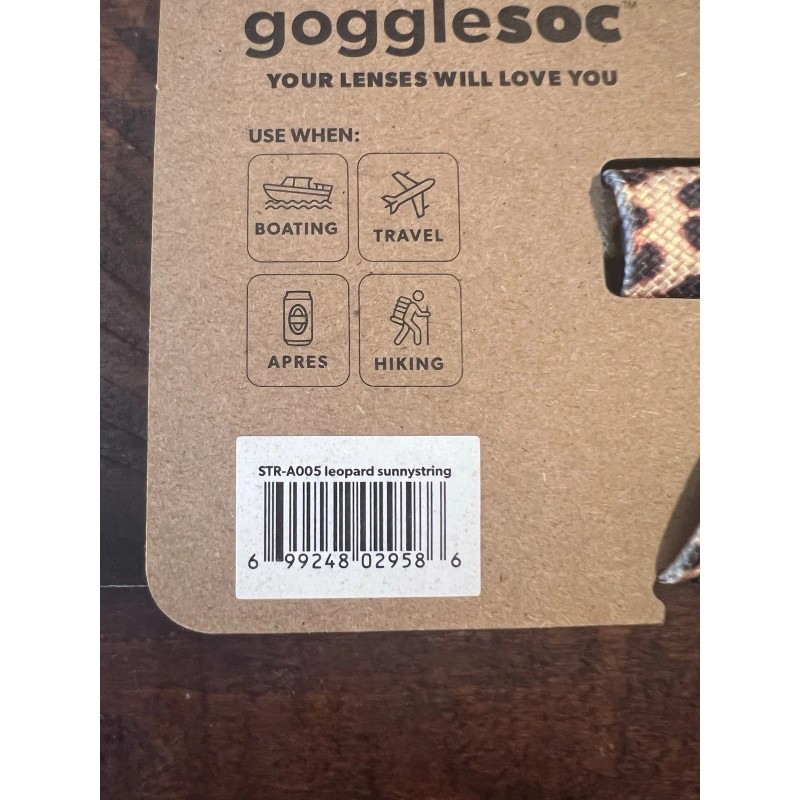 gogglesoc™
YOUR LENSES WILL LOVE YOU
USE WHEN:
BOATING
TRAVEL
APRES
HIKING
STR-A005 leopard sunnystring
6 99248 02958 6